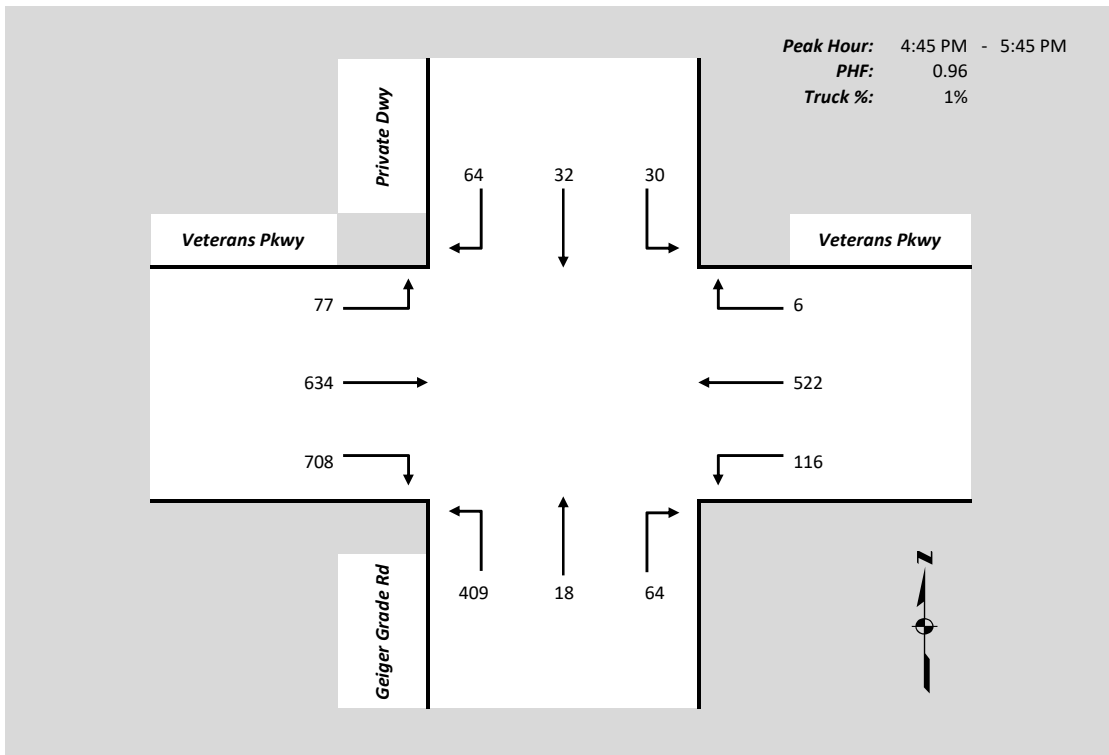 Peak Hour: 4:45 PM - 5:45 PM
PHF: 0.96
Truck %: 1%
Private Dwy
64 32 30
Veterans Pkwy Veterans Pkwy
77 6
634 522
708 116
409 18 64
Geiger Grade Rd
N